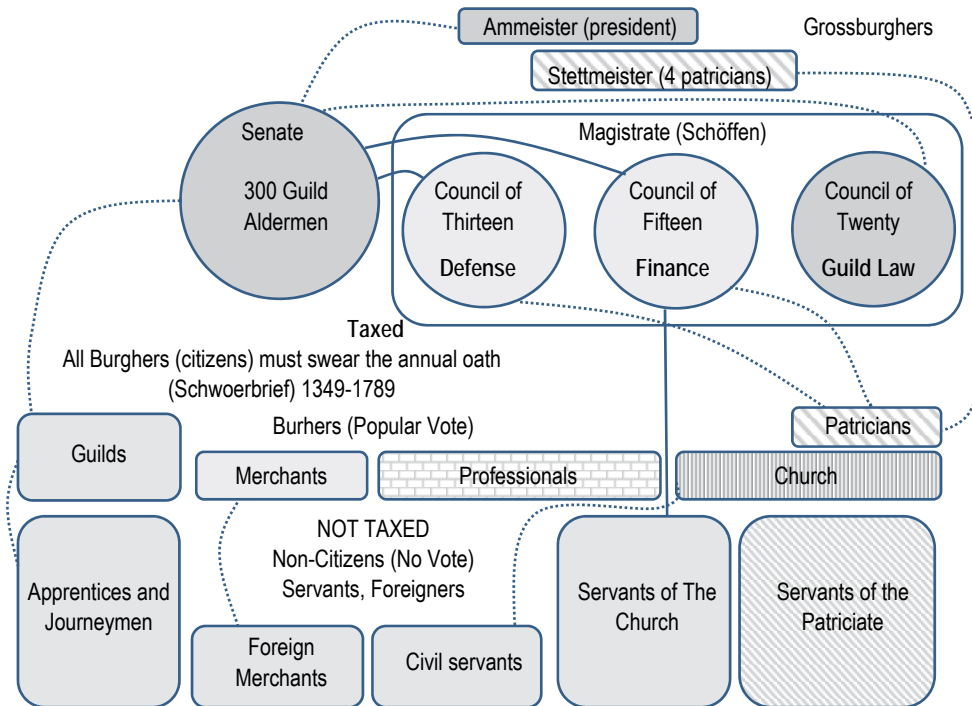 Ammeister (president)
Grossburghers
Stettmeister (4 patricians)
Senate
300 Guild
Aldermen
Magistrate (Schöffen)
Council of
Thirteen
Defense
Council of
Fifteen
Finance
Council of
Twenty
Guild Law
Taxed
All Burghers (citizens) must swear the annual oath
(Schwoerbrief) 1349-1789
Burhers (Popular Vote)
Patricians
Guilds
Merchants
Professionals
Church
NOT TAXED
Non-Citizens (No Vote)
Servants, Foreigners
Apprentices and
Journeymen
Foreign
Merchants
Civil servants
Servants of The
Church
Servants of the
Patriciate